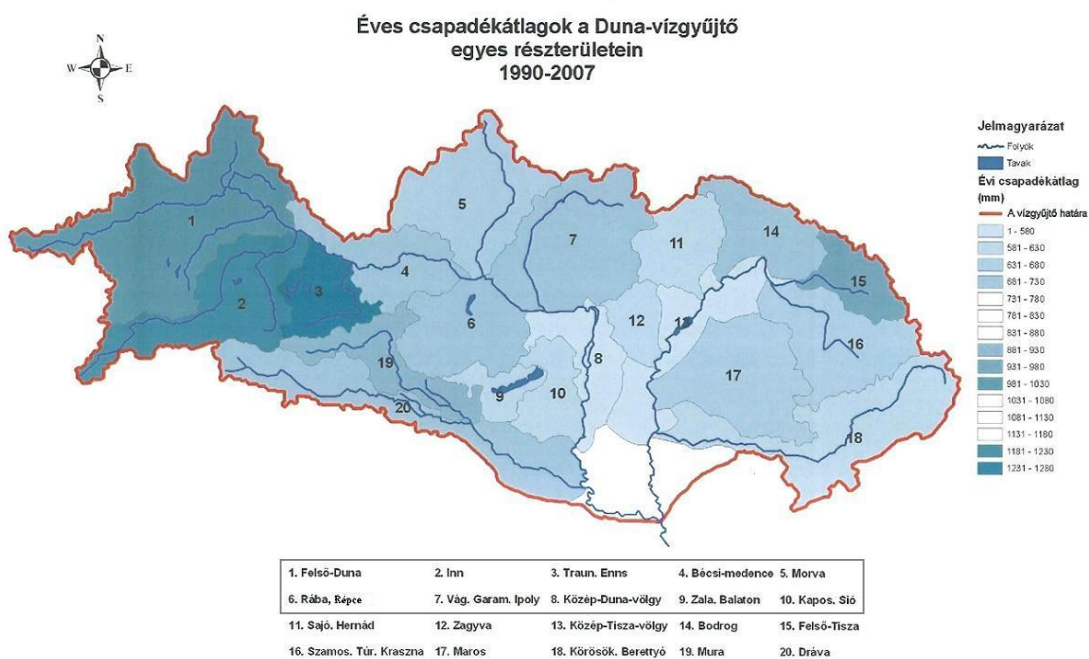 Éves csapadékátlagok a Duna-vízgyűjtő
egyes részterületein
1990-2007
N
W E
S
Jelmagyarázat
Folyók
Tavak
Évi csapadékátlag
(mm)
A vízgyűjtő határa
1 - 580
581 - 630
631 - 680
681 - 730
731 - 780
781 - 830
831 - 880
881 - 930
931 - 980
981 - 1030
1031 - 1080
1081 - 1130
1131 - 1180
1181 - 1230
1231 - 1280
1
2
3
4
5
6
7
8
9
10
11
12
13
14
15
16
17
18
19
20
1. Felső-Duna 2. Inn 3. Traun. Enns 4. Bécsi-medence 5. Morva
6. Rába, Répce 7. Vág. Garam. Ipoly 8. Közép-Duna-völgy 9. Zala. Balaton 10. Kapos. Sió
11. Sajó. Hernád 12. Zagyva 13. Közép-Tisza-völgy 14. Bodrog 15. Felső-Tisza
16. Szamos. Túr. Kraszna 17. Maros 18. Körösök. Berettyó 19. Mura 20. Dráva